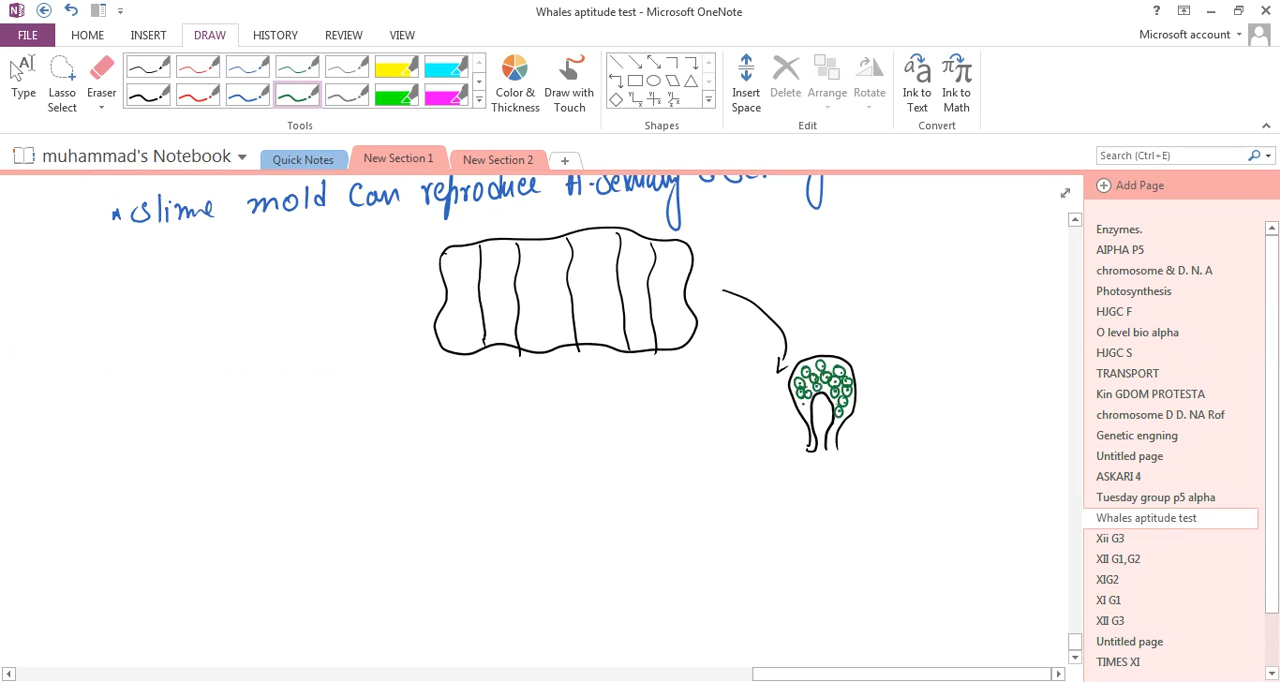 Whales aptitude test - Microsoft OneNote
?
FILE
HOME
INSERT
DRAW
HISTORY
REVIEW
VIEW
Microsoft account
Type
Lasso
Select
Eraser
Color &
Thickness
Draw with
Touch
Insert
Space
Delete
Arrange
Rotate
Ink to
Text
Ink to
Math
Tools
Shapes
Edit
Convert
muhammad's Notebook
Quick Notes
New Section 1
New Section 2
Search (Ctrl+E)
Add Page
slime mold can reproduce
Enzymes.
AIPHA P5
chromosome & D. N. A
Photosynthesis
HJGC F
O level bio alpha
HJGC S
TRANSPORT
Kin GDOM PROTESTA
chromosome D D. NA Rof
Genetic engning
Untitled page
ASKARI 4
Tuesday group p5 alpha
Whales aptitude test
Xii G3
XII G1,G2
XIG2
XI G1
XII G3
Untitled page
TIMES XI